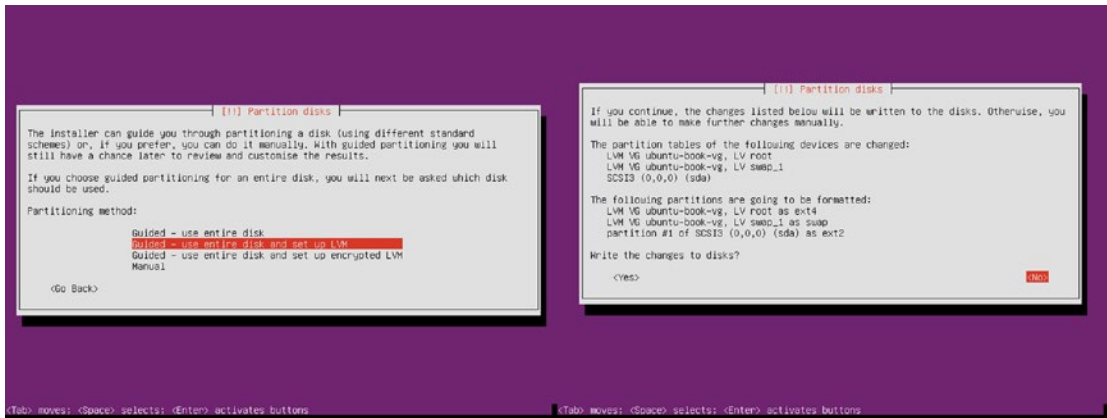 [!!] Partition disks
The installer can guide you through partitioning a disk (using different standard
schemes) or, if you prefer, you can do it manually. With guided partitioning you will
still have a chance later to review and customise the results.
If you choose guided partitioning for an entire disk, you will next be asked which disk
should be used.
Partitioning method:
Guided - use entire disk
Guided - use entire disk and set up LVM
Guided - use entire disk and set up encrypted LVM
Manual
<Go Back>
<Tab> moves; <Space> selects; <Enter> activates buttons
[!!] Partition disks
If you continue, the changes listed below will be written to the disks. Otherwise, you
will be able to make further changes manually.
The partition tables of the following devices are changed:
LVM VG ubuntu-book-vg, LV root
LVM VG ubuntu-book-vg, LV swap_1
SCSI3 (0,0,0) (sda)
The following partitions are going to be formatted:
LVM VG ubuntu-book-vg, LV root as ext4
LVM VG ubuntu-book-vg, LV swap_1 as swap
partition #1 of SCSI3 (0,0,0) (sda) as ext2
Write the changes to disks?
<Yes>
<No>
<Tab> moves; <Space> selects; <Enter> activates buttons